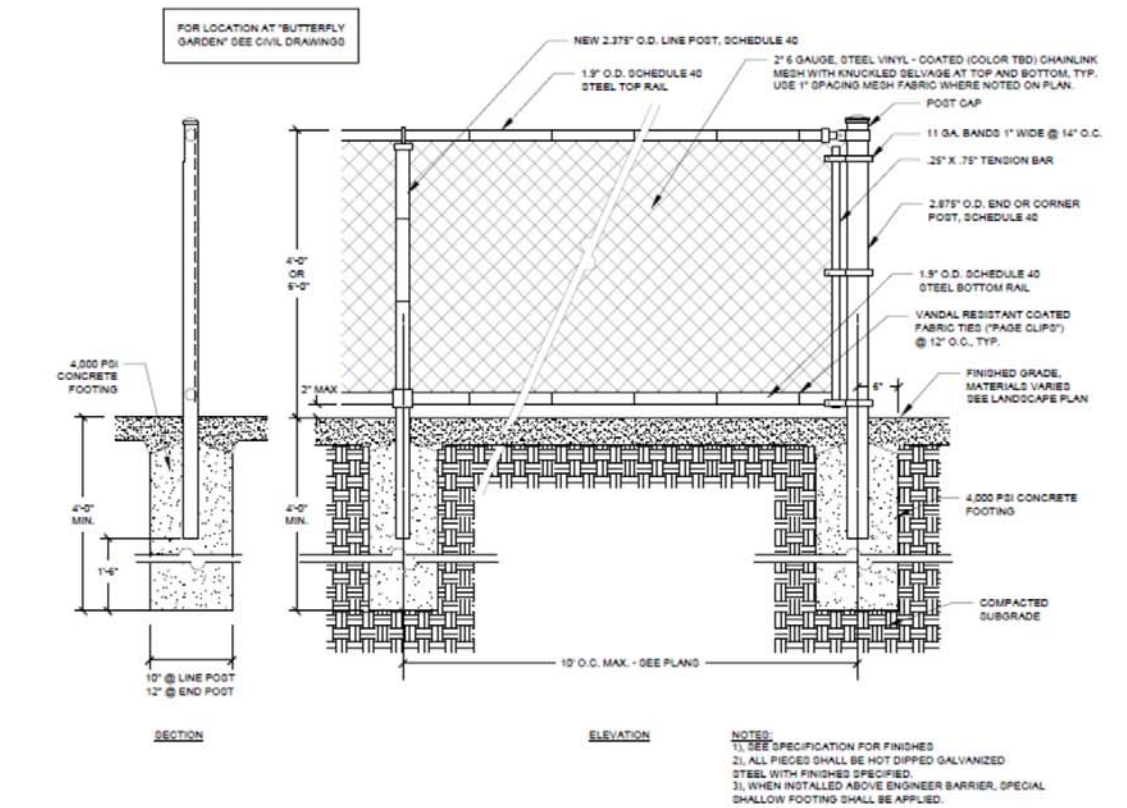 FOR LOCATION AT "BUTTERFLY
GARDEN" SEE CIVIL DRAWINGS
NEW 2.375" O.D. LINE POST, SCHEDULE 40
1.9" O.D. SCHEDULE 40
STEEL TOP RAIL
2" 6 GAUGE, STEEL VINYL - COATED (COLOR TBD) CHAINLINK
MESH WITH KNUCKLED SELVAGE AT TOP AND BOTTOM, TYP.
USE 1" SPACING MESH FABRIC WHERE NOTED ON PLAN.
POST CAP
11 GA. BANDS 1" WIDE @ 14" O.C.
.25" X .75" TENSION BAR
2.875" O.D. END OR CORNER
POST, SCHEDULE 40
4'-0"
OR
6'-0"
1.9" O.D. SCHEDULE 40
STEEL BOTTOM RAIL
VANDAL RESISTANT COATED
FABRIC TIES ("PAGE CLIPS")
@ 12" O.C., TYP.
4,000 PSI
CONCRETE
FOOTING
2" MAX
6"
FINISHED GRADE,
MATERIALS VARIES
SEE LANDSCAPE PLAN
4'-0"
MIN.
4'-0"
MIN.
4,000 PSI CONCRETE
FOOTING
1'-6"
COMPACTED
SUBGRADE
10' O.C. MAX. - SEE PLANS
10" @ LINE POST
12" @ END POST
SECTION
ELEVATION
NOTES:
1), SEE SPECIFICATION FOR FINISHES
2), ALL PIECES SHALL BE HOT DIPPED GALVANIZED
STEEL WITH FINISHES SPECIFIED.
3), WHEN INSTALLED ABOVE ENGINEER BARRIER, SPECIAL
SHALLOW FOOTING SHALL BE APPLIED.